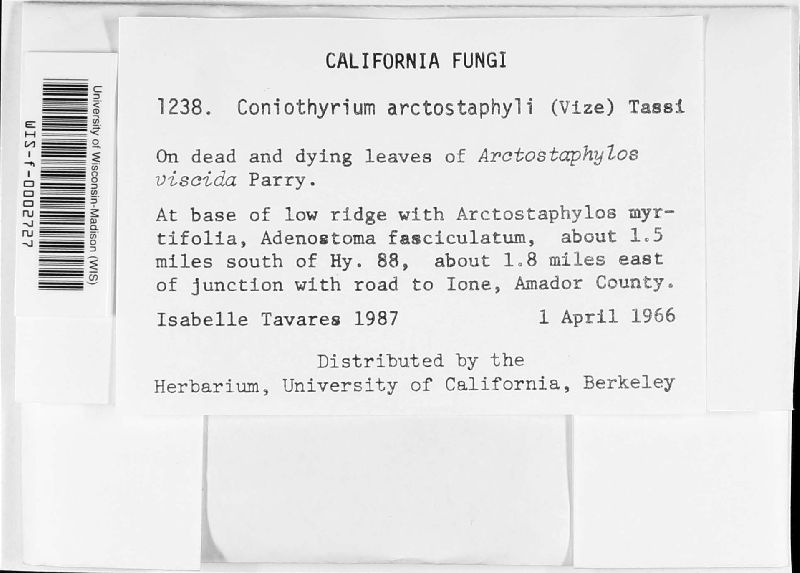 CALIFORNIA FUNGI
1238. Coniothyrium arctostaphyli (Vize) Tassi
On dead and dying leaves of Arctostaphylos
viscida Parry.
At base of low ridge with Arctostaphylos myr-
tifolia, Adenostoma fasciculatum, about 1.5
miles south of Hy. 88, about 1.8 miles east
of junction with road to Ione, Amador County.
Isabelle Tavares 1987 1 April 1966
Distributed by the
Herbarium, University of California, Berkeley
University of Wisconsin-Madison (WIS)
WIS-f-0002727